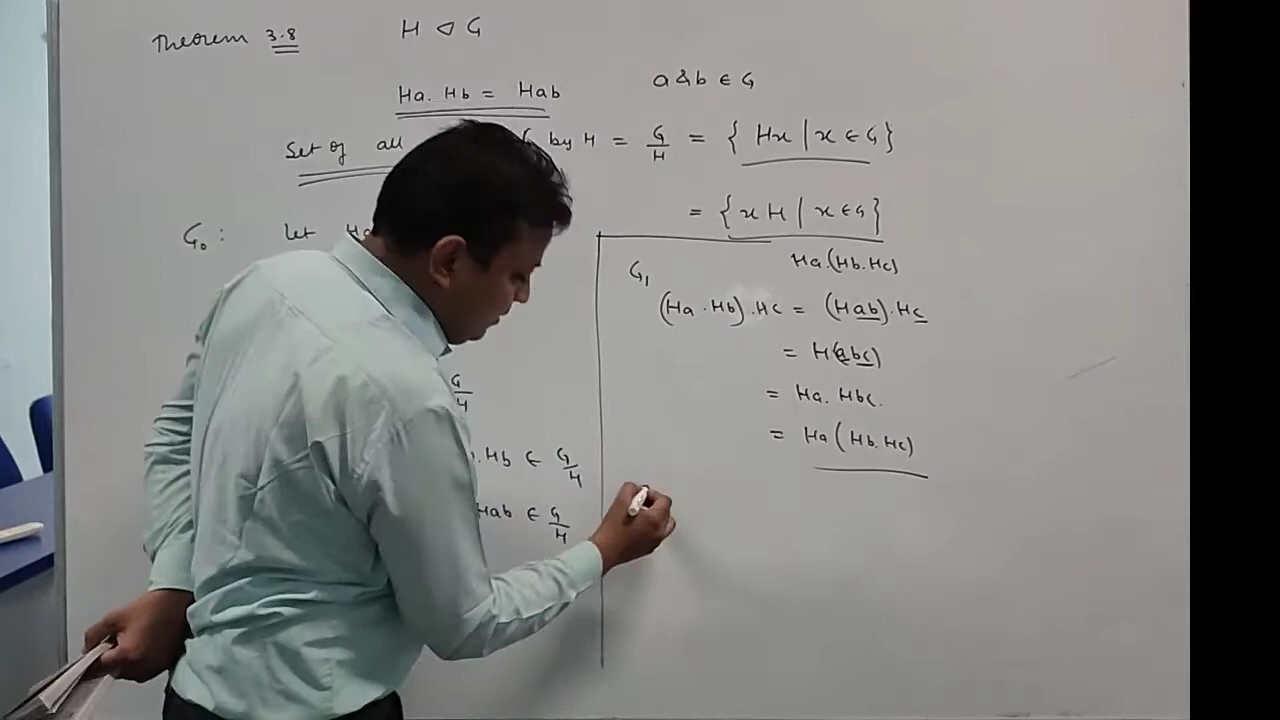 Theorem 3.8 H ⊲ G
Ha. Hb = Hab a & b ∈ G
Set of all by H = G/H = { Hx | x ∈ G }
= { x H | x ∈ G }
G₀ : let
G/H
.Hb ∈ G/H
Hab ∈ G/H
G₁ Ha.(Hb.Hc)
(Ha .Hb).Hc = (Hab).Hc
= H(abc)
= Ha. Hbc.
= Ha (Hb.Hc)